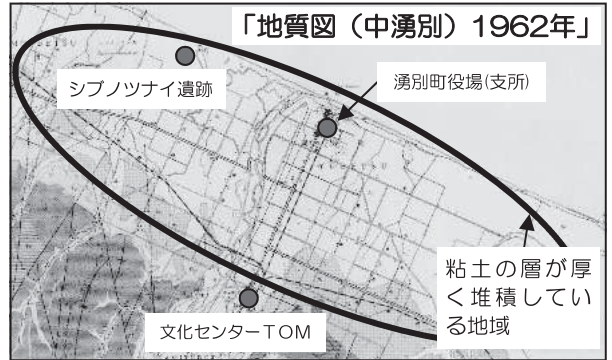 「地質図（中湧別）1962年」
シブノツナイ遺跡
湧別町役場(支所)
粘土の層が厚
く堆積してい
る地域
文化センターTOM